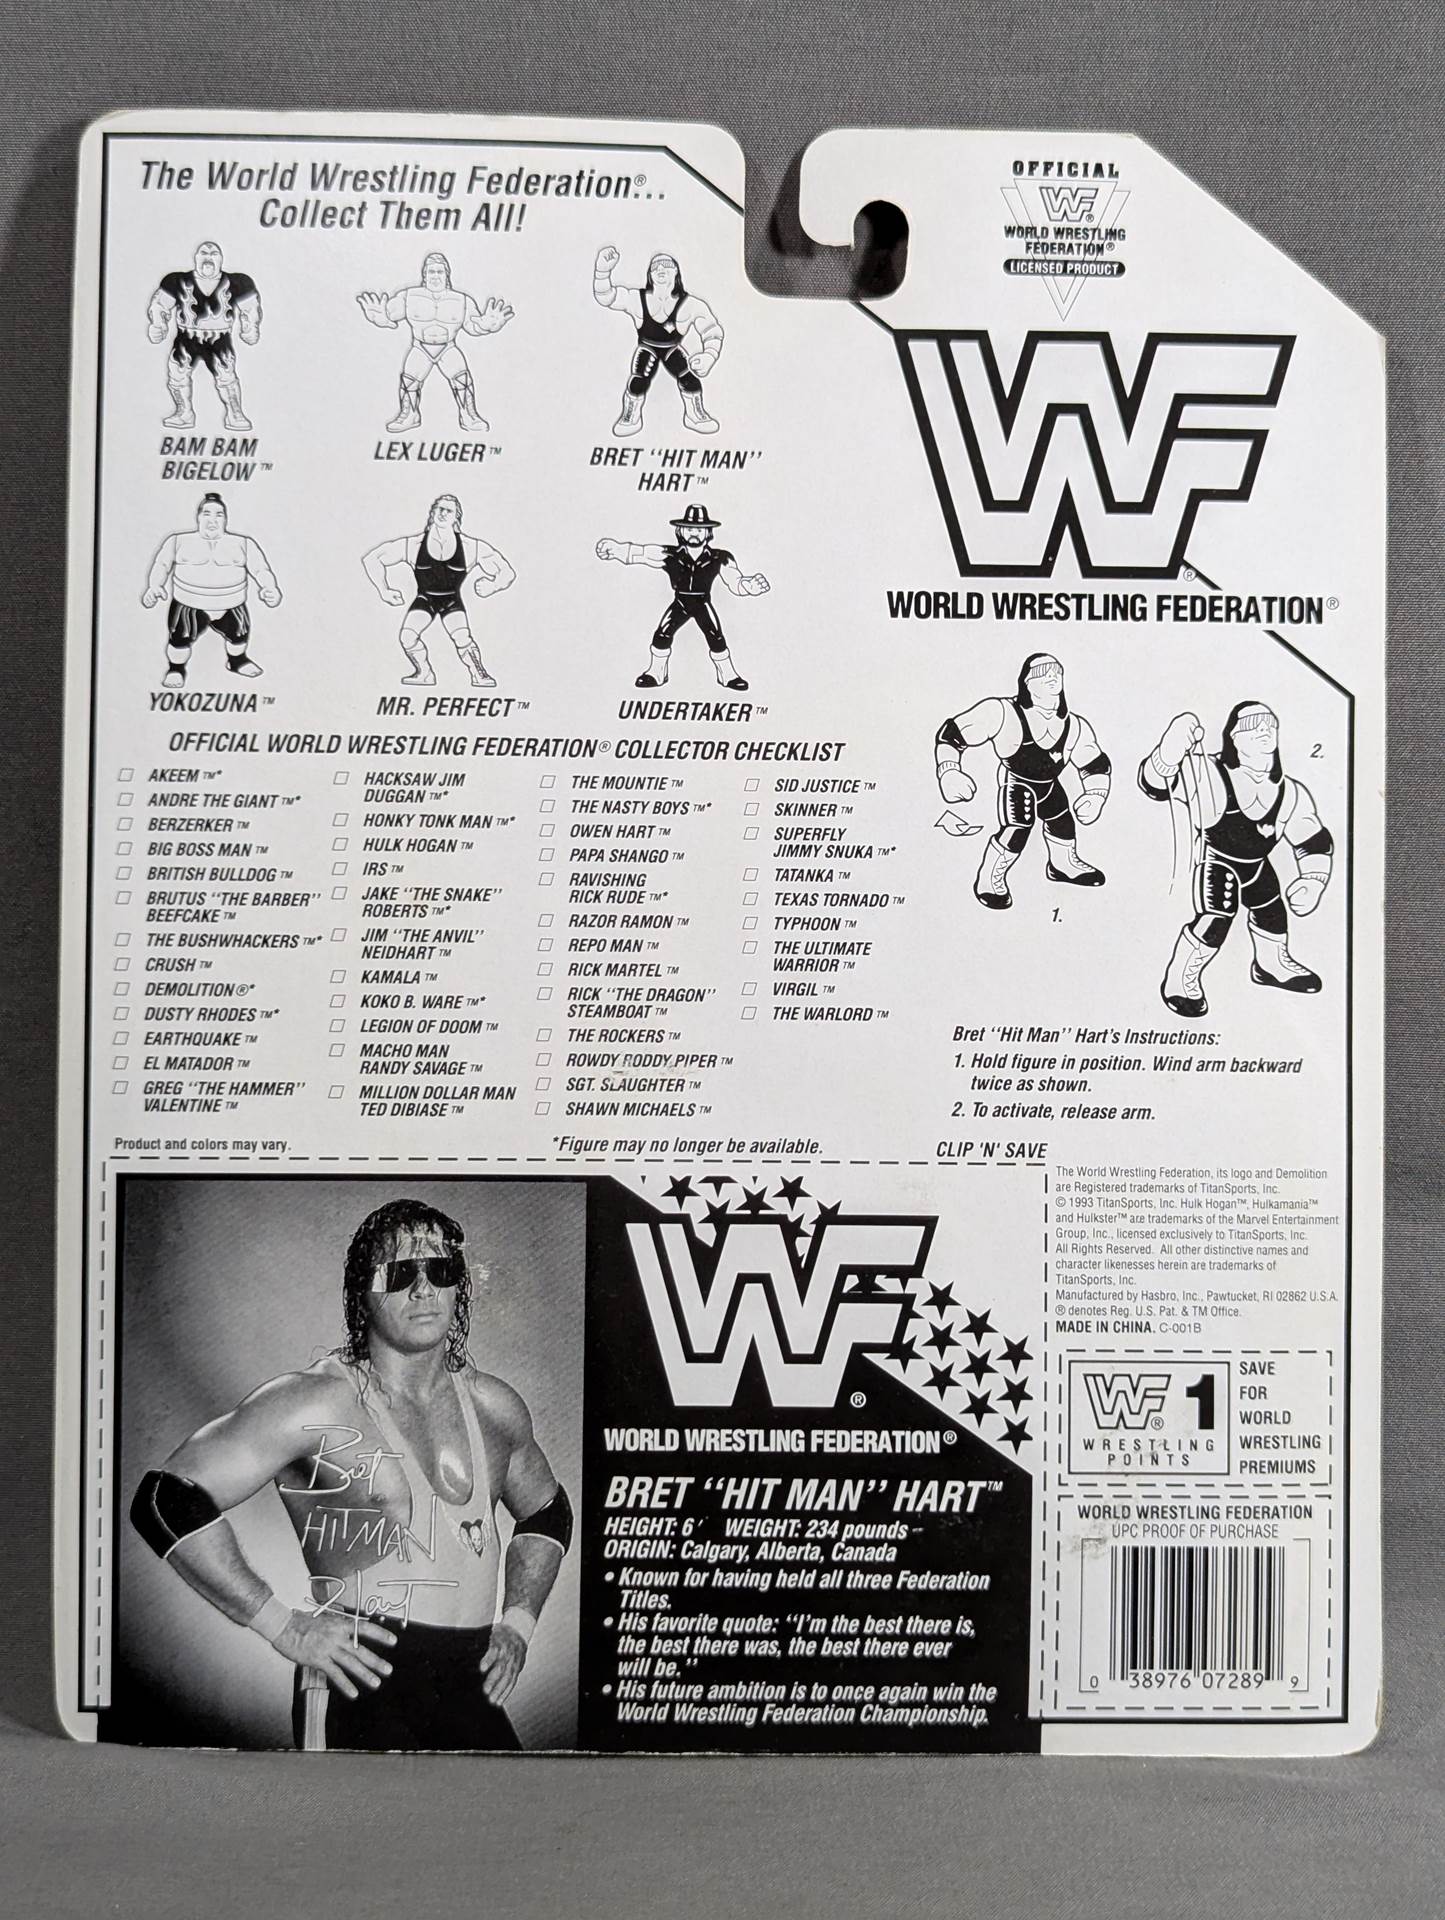 The World Wrestling Federation®...
Collect Them All!
BAM BAM
BIGELOW™
LEX LUGER™
BRET "HIT MAN"
HART™
YOKOZUNA™
MR. PERFECT™
UNDERTAKER™
OFFICIAL
WF®
WORLD WRESTLING
FEDERATION®
LICENSED PRODUCT
WF®
WORLD WRESTLING FEDERATION®
OFFICIAL WORLD WRESTLING FEDERATION® COLLECTOR CHECKLIST
AKEEM™*
ANDRE THE GIANT™*
BERZERKER™
BIG BOSS MAN™
BRITISH BULLDOG™
BRUTUS "THE BARBER"
BEEFCAKE™
THE BUSHWHACKERS™*
CRUSH™
DEMOLITION®*
DUSTY RHODES™*
EARTHQUAKE™
EL MATADOR™
GREG "THE HAMMER"
VALENTINE™
HACKSAW JIM
DUGGAN™*
HONKY TONK MAN™*
HULK HOGAN™
IRS™
JAKE "THE SNAKE"
ROBERTS™*
JIM "THE ANVIL"
NEIDHART™
KAMALA™
KOKO B. WARE™*
LEGION OF DOOM™
MACHO MAN
RANDY SAVAGE™
MILLION DOLLAR MAN
TED DIBIASE™
THE MOUNTIE™
THE NASTY BOYS™*
OWEN HART™
PAPA SHANGO™
RAVISHING
RICK RUDE™*
RAZOR RAMON™
REPO MAN™
RICK MARTEL™
RICK "THE DRAGON"
STEAMBOAT™
THE ROCKERS™
ROWDY RODDY PIPER™
SGT. SLAUGHTER™
SHAWN MICHAELS™
SID JUSTICE™
SKINNER™
SUPERFLY
JIMMY SNUKA™*
TATANKA™
TEXAS TORNADO™
TYPHOON™
THE ULTIMATE
WARRIOR™
VIRGIL™
THE WARLORD™
1.
2.
Bret "Hit Man" Hart's Instructions:
1. Hold figure in position. Wind arm backward
twice as shown.
2. To activate, release arm.
Product and colors may vary.
*Figure may no longer be available.
CLIP 'N' SAVE
Bret
HITMAN
Hart
WF®
WORLD WRESTLING FEDERATION®
BRET "HIT MAN" HART™
HEIGHT: 6' WEIGHT: 234 pounds
ORIGIN: Calgary, Alberta, Canada
• Known for having held all three Federation
Titles.
• His favorite quote: "I'm the best there is,
the best there was, the best there ever
will be."
• His future ambition is to once again win the
World Wrestling Federation Championship.
The World Wrestling Federation, its logo and Demolition
are Registered trademarks of TitanSports, Inc.
© 1993 TitanSports, Inc. Hulk Hogan™, Hulkamania™
and Hulkster™ are trademarks of the Marvel Entertainment
Group, Inc., licensed exclusively to TitanSports, Inc.
All Rights Reserved. All other distinctive names and
character likenesses herein are trademarks of
TitanSports, Inc.
Manufactured by Hasbro, Inc., Pawtucket, RI 02862 U.S.A.
® denotes Reg. U.S. Pat. & TM Office.
MADE IN CHINA. C-001B
WF® 1
WRESTLING
POINTS
SAVE
FOR
WORLD
WRESTLING
PREMIUMS
WORLD WRESTLING FEDERATION
UPC PROOF OF PURCHASE
0 38976 07289 9